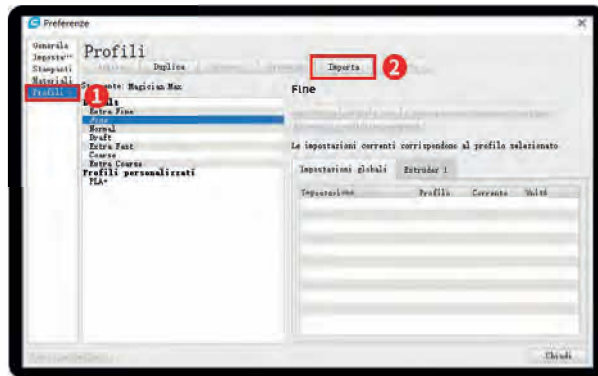 Preferenze
Generale
Imposta...
Stampanti
Materiali
Profili
Profili
Duplica
Importa
1
2
Stampante: Magician Max
Fine
Extra Fine
Fine
Normal
Draft
Extra Fast
Coarse
Extra Coarse
Profili personalizzati
PLA+
Le impostazioni correnti corrispondono al profilo selezionato
Impostazioni globali
Extruder 1
Impostazione Profilo Corrente Unità
Chiudi